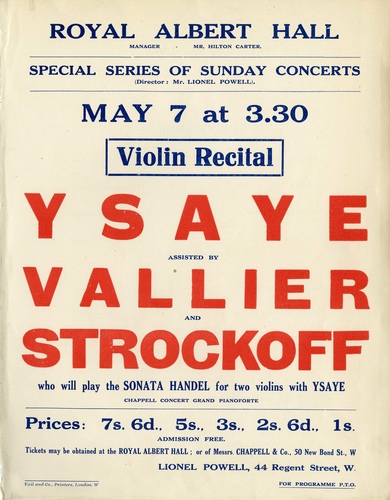 ROYAL ALBERT HALL
MANAGER - MR. HILTON CARTER.
SPECIAL SERIES OF SUNDAY CONCERTS
(Director: Mr. LIONEL POWELL).
MAY 7 at 3.30
Violin Recital
YSAYE
ASSISTED BY
VALLIER
AND
STROCKOFF
who will play the SONATA HANDEL for two violins with YSAYE
CHAPPELL CONCERT GRAND PIANOFORTE
Prices: 7s. 6d., 5s., 3s., 2s. 6d., 1s.
ADMISSION FREE.
Tickets may be obtained at the ROYAL ALBERT HALL; or of Messrs. CHAPPELL & Co., 50 New Bond St., W
LIONEL POWELL, 44 Regent Street, W.
Vail and Co., Printers, London, W
FOR PROGRAMME P.T.O.